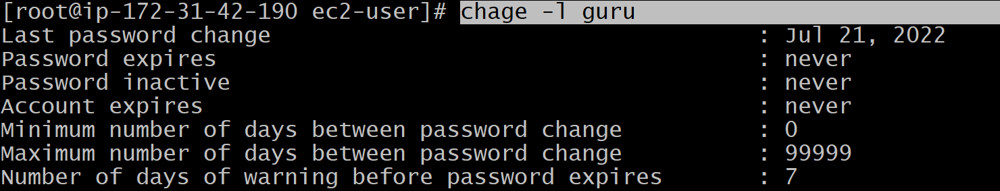 [root@ip-172-31-42-190 ec2-user]# chage -l guru
Last password change : Jul 21, 2022
Password expires : never
Password inactive : never
Account expires : never
Minimum number of days between password change : 0
Maximum number of days between password change : 99999
Number of days of warning before password expires : 7